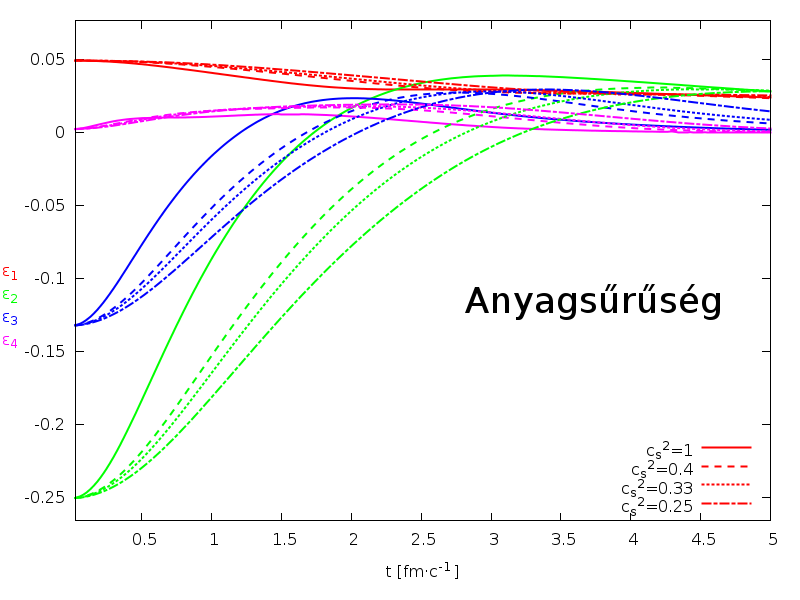 0.05
0
-0.05
-0.1
-0.15
-0.2
-0.25
ε1
ε2
ε3
ε4
Anyagsűrűség
cs²=1
cs²=0.4
cs²=0.33
cs²=0.25
0.5 1 1.5 2 2.5 3 3.5 4 4.5 5
t [fm·c⁻¹]